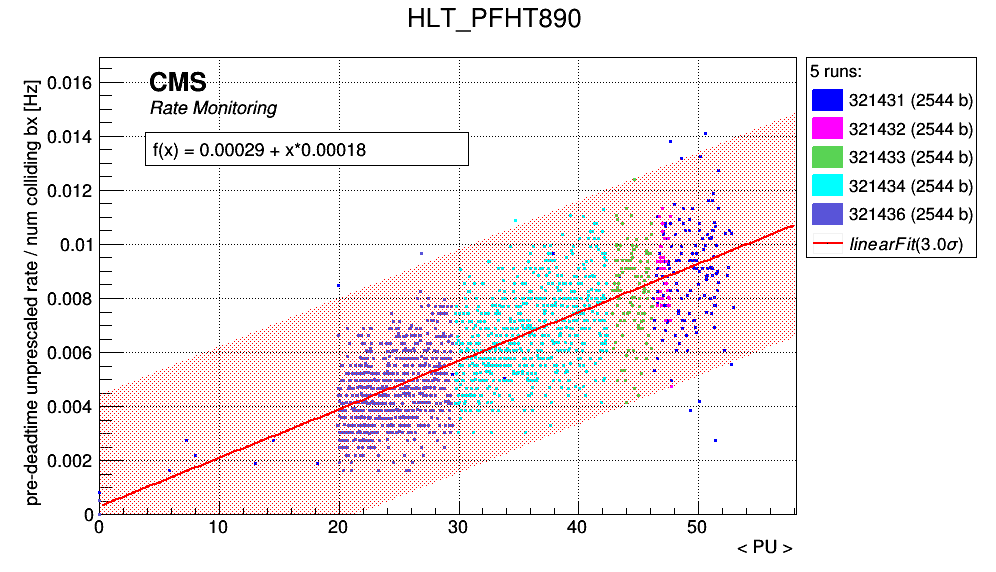 HLT_PFHT890
pre-deadtime unprescaled rate / num colliding bx [Hz]
0.016
0.014
0.012
0.01
0.008
0.006
0.004
0.002
0
CMS
Rate Monitoring
f(x) = 0.00029 + x*0.00018
0 10 20 30 40 50
< PU >
5 runs:
321431 (2544 b)
321432 (2544 b)
321433 (2544 b)
321434 (2544 b)
321436 (2544 b)
linearFit(3.0σ)